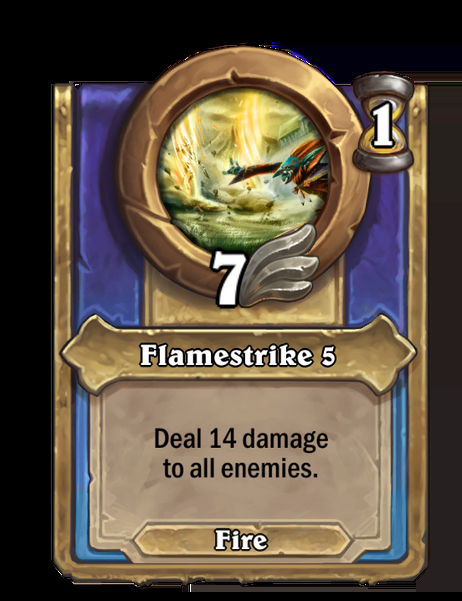 1
7
Flamestrike 5
Deal 14 damage
to all enemies.
Fire